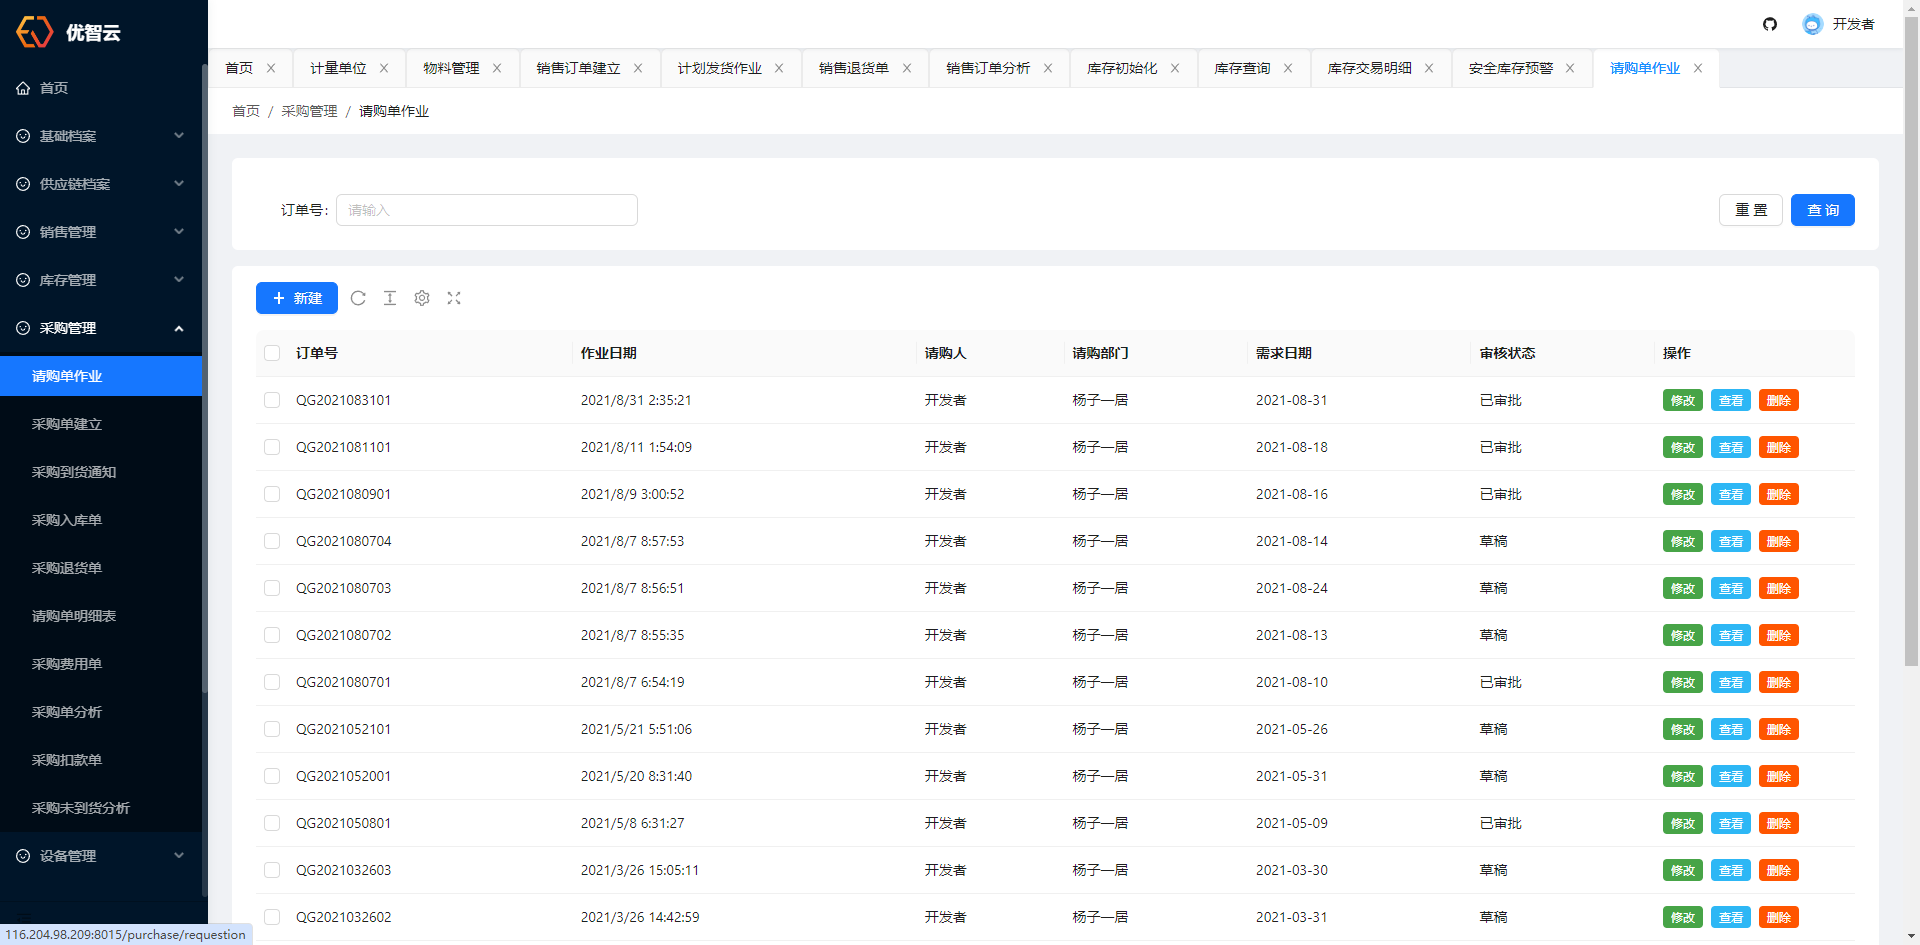 优智云
开发者
首页
基础档案
供应链档案
销售管理
库存管理
采购管理
请购单作业
采购单建立
采购到货通知
采购入库单
采购退货单
请购单明细表
采购费用单
采购单分析
采购扣款单
采购未到货分析
设备管理
116.204.98.209:8015/purchase/requestion
首页 计量单位 物料管理 销售订单建立 计划发货作业 销售退货单 销售订单分析 库存初始化 库存查询 库存交易明细 安全库存预警 请购单作业
首页 / 采购管理 / 请购单作业
订单号: 请输入 重 置 查 询
新建
订单号 作业日期 请购人 请购部门 需求日期 审核状态 操作
QG2021083101 2021/8/31 2:35:21 开发者 杨子一居 2021-08-31 已审批 修改 查看 删除
QG2021081101 2021/8/11 1:54:09 开发者 杨子一居 2021-08-18 已审批 修改 查看 删除
QG2021080901 2021/8/9 3:00:52 开发者 杨子一居 2021-08-16 已审批 修改 查看 删除
QG2021080704 2021/8/7 8:57:53 开发者 杨子一居 2021-08-14 草稿 修改 查看 删除
QG2021080703 2021/8/7 8:56:51 开发者 杨子一居 2021-08-24 草稿 修改 查看 删除
QG2021080702 2021/8/7 8:55:35 开发者 杨子一居 2021-08-13 草稿 修改 查看 删除
QG2021080701 2021/8/7 6:54:19 开发者 杨子一居 2021-08-10 已审批 修改 查看 删除
QG2021052101 2021/5/21 5:51:06 开发者 杨子一居 2021-05-26 草稿 修改 查看 删除
QG2021052001 2021/5/20 8:31:40 开发者 杨子一居 2021-05-31 草稿 修改 查看 删除
QG2021050801 2021/5/8 6:31:27 开发者 杨子一居 2021-05-09 已审批 修改 查看 删除
QG2021032603 2021/3/26 15:05:11 开发者 杨子一居 2021-03-30 草稿 修改 查看 删除
QG2021032602 2021/3/26 14:42:59 开发者 杨子一居 2021-03-31 草稿 修改 查看 删除